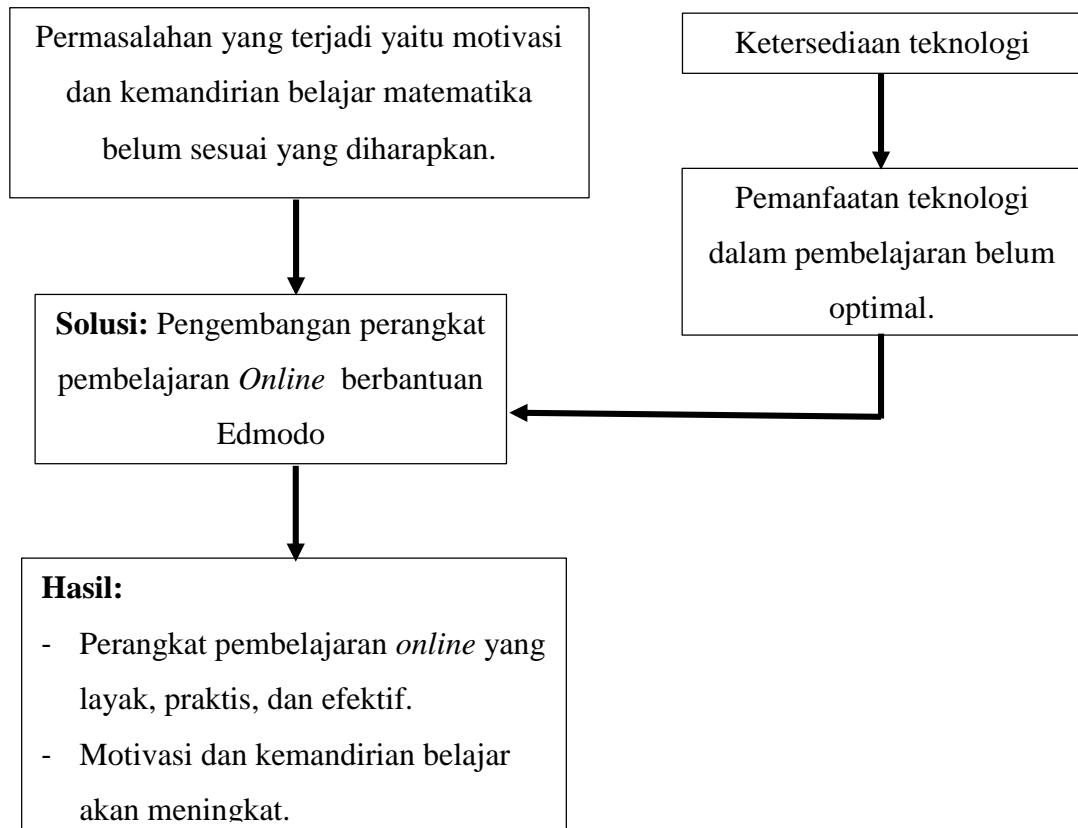 Permasalahan yang terjadi yaitu motivasi
dan kemandirian belajar matematika
belum sesuai yang diharapkan.
Ketersediaan teknologi
Pemanfaatan teknologi
dalam pembelajaran belum
optimal.
Solusi: Pengembangan perangkat
pembelajaran Online berbantuan
Edmodo
Hasil:
- Perangkat pembelajaran online yang
layak, praktis, dan efektif.
- Motivasi dan kemandirian belajar
akan meningkat.